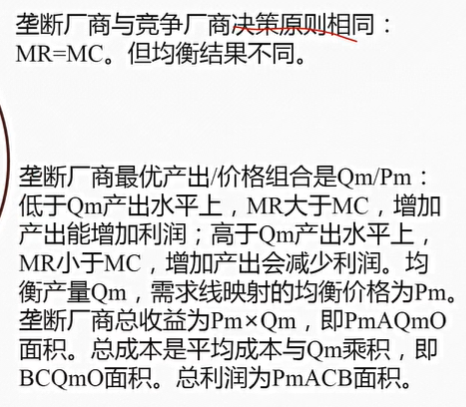 垄断厂商与竞争厂商决策原则相同：
MR=MC。但均衡结果不同。
垄断厂商最优产出/价格组合是Qm/Pm：
低于Qm产出水平上，MR大于MC，增加
产出能增加利润；高于Qm产出水平上，
MR小于MC，增加产出会减少利润。均
衡产量Qm，需求线映射的均衡价格为Pm。
垄断厂商总收益为Pm×Qm，即PmAQmO
面积。总成本是平均成本与Qm乘积，即
BCQmO面积。总利润为PmACB面积。